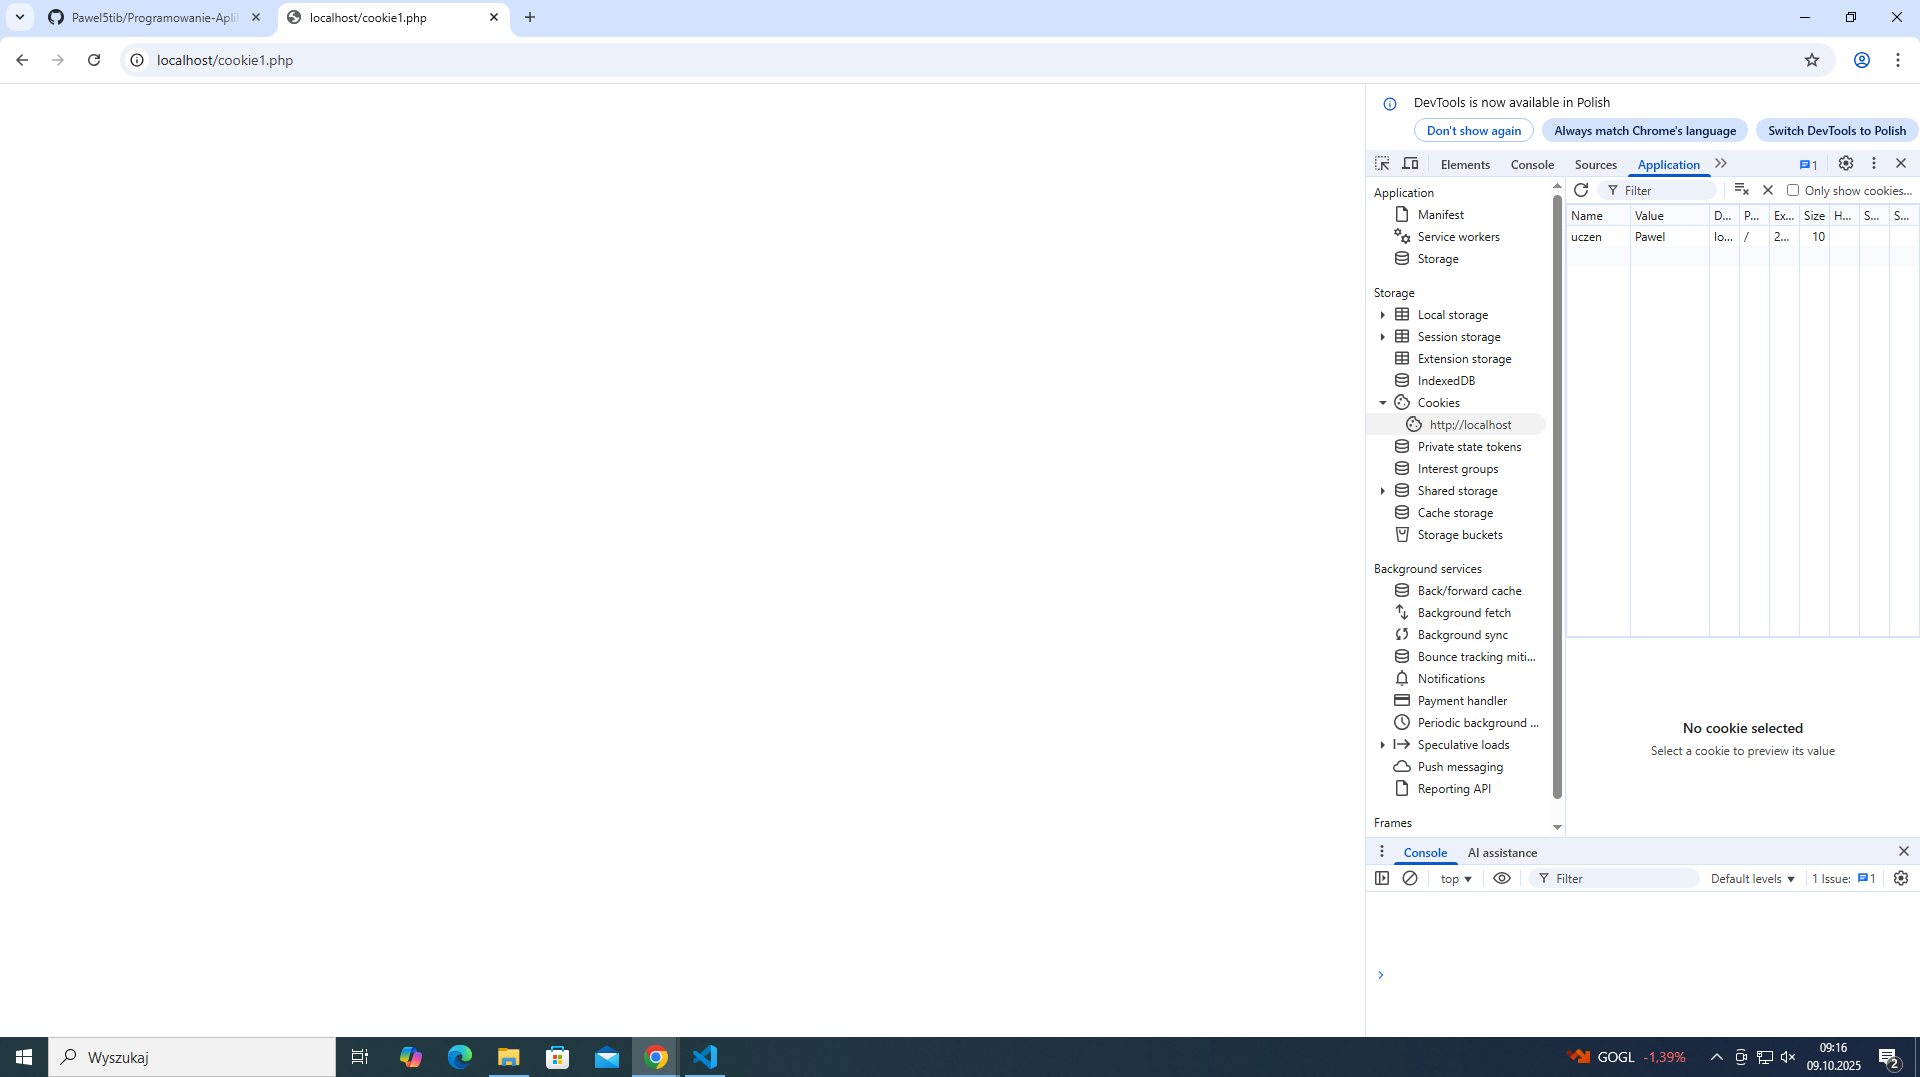 Pawel5tib/Programowanie-Apli
localhost/cookie1.php
localhost/cookie1.php
DevTools is now available in Polish
Don't show again
Always match Chrome's language
Switch DevTools to Polish
Elements
Console
Sources
Application
1
Application
Manifest
Service workers
Storage
Storage
Local storage
Session storage
Extension storage
IndexedDB
Cookies
http://localhost
Private state tokens
Interest groups
Shared storage
Cache storage
Storage buckets
Background services
Back/forward cache
Background fetch
Background sync
Bounce tracking miti...
Notifications
Payment handler
Periodic background ...
Speculative loads
Push messaging
Reporting API
Frames
Filter
Only show cookies...
Name Value D... P... Ex... Size H... S... S...
uczen Pawel lo... / 2... 10
No cookie selected
Select a cookie to preview its value
Console
AI assistance
top
Filter
Default levels
1 Issue: 1
Wyszukaj
GOGL -1,39%
09:16
09.10.2025
2